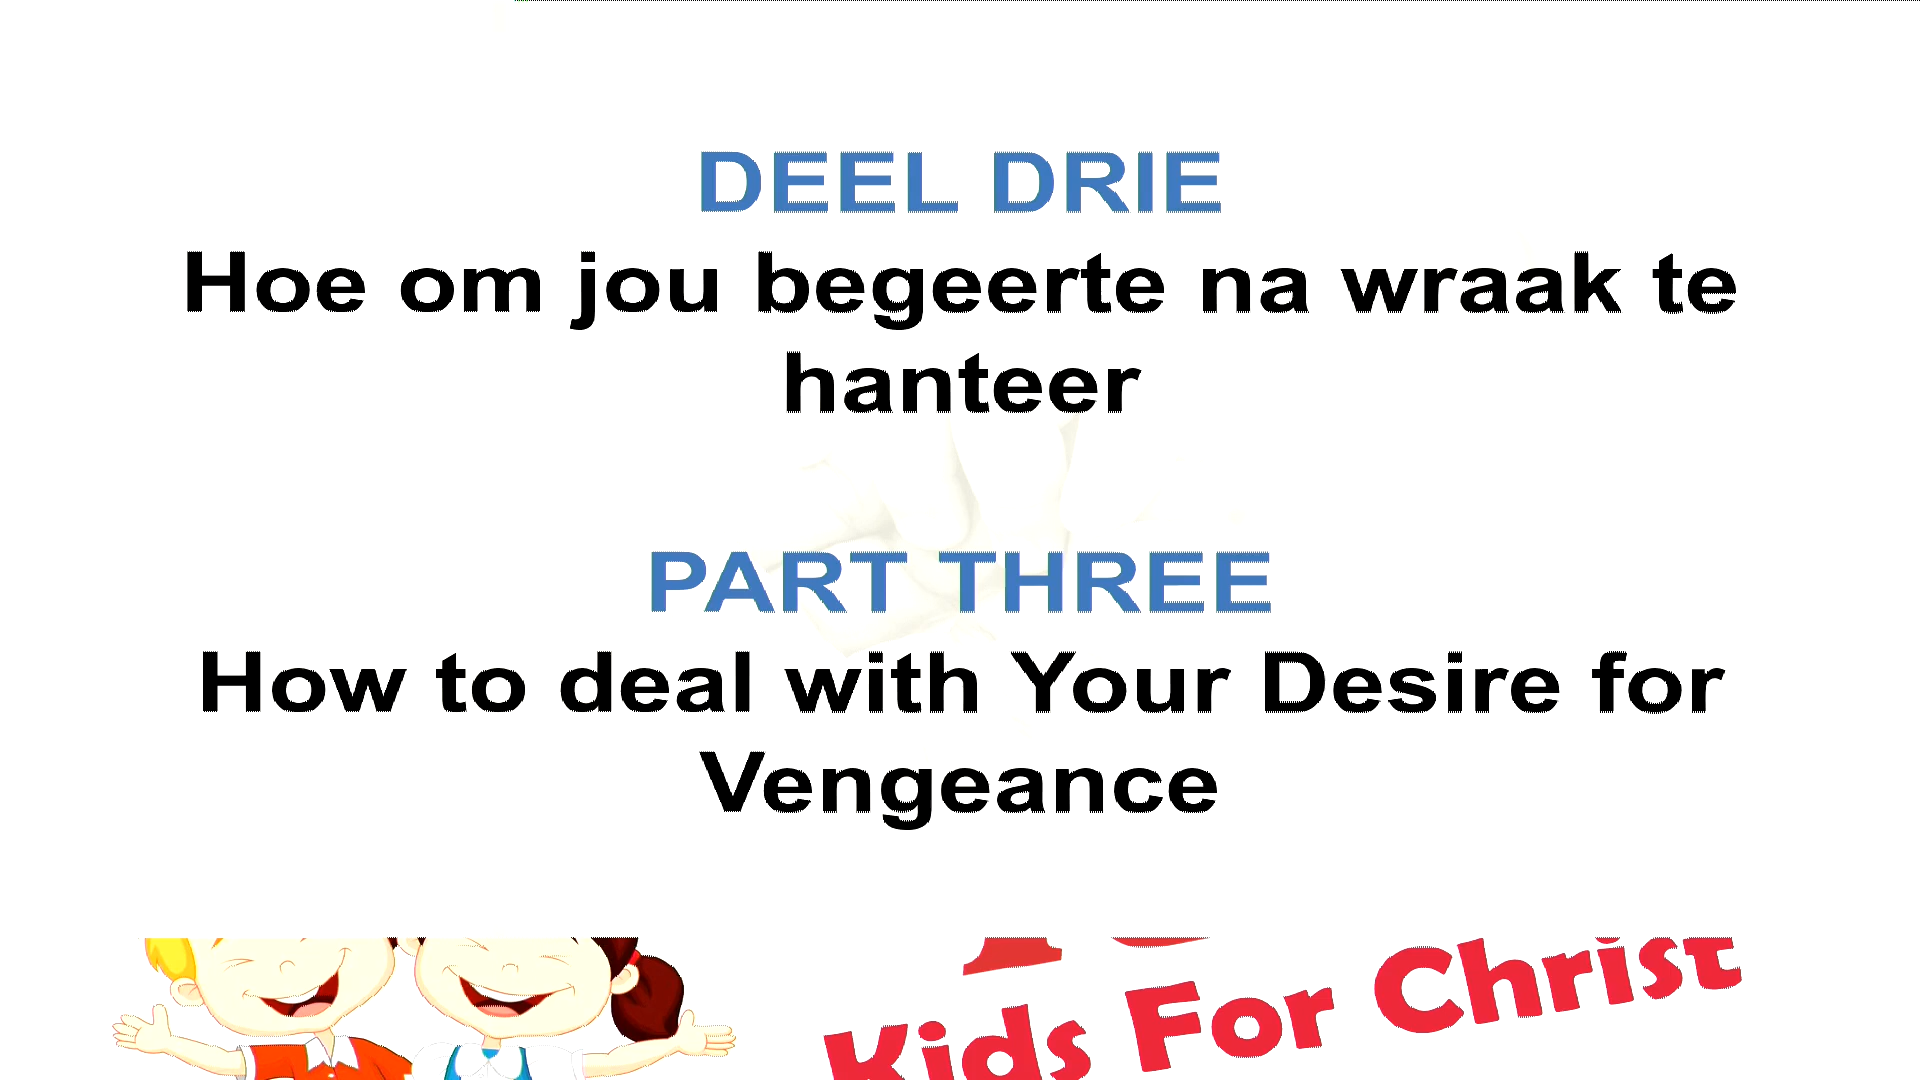 DEEL DRIE
Hoe om jou begeerte na wraak te
hanteer
PART THREE
How to deal with Your Desire for
Vengeance
Kids For Christ